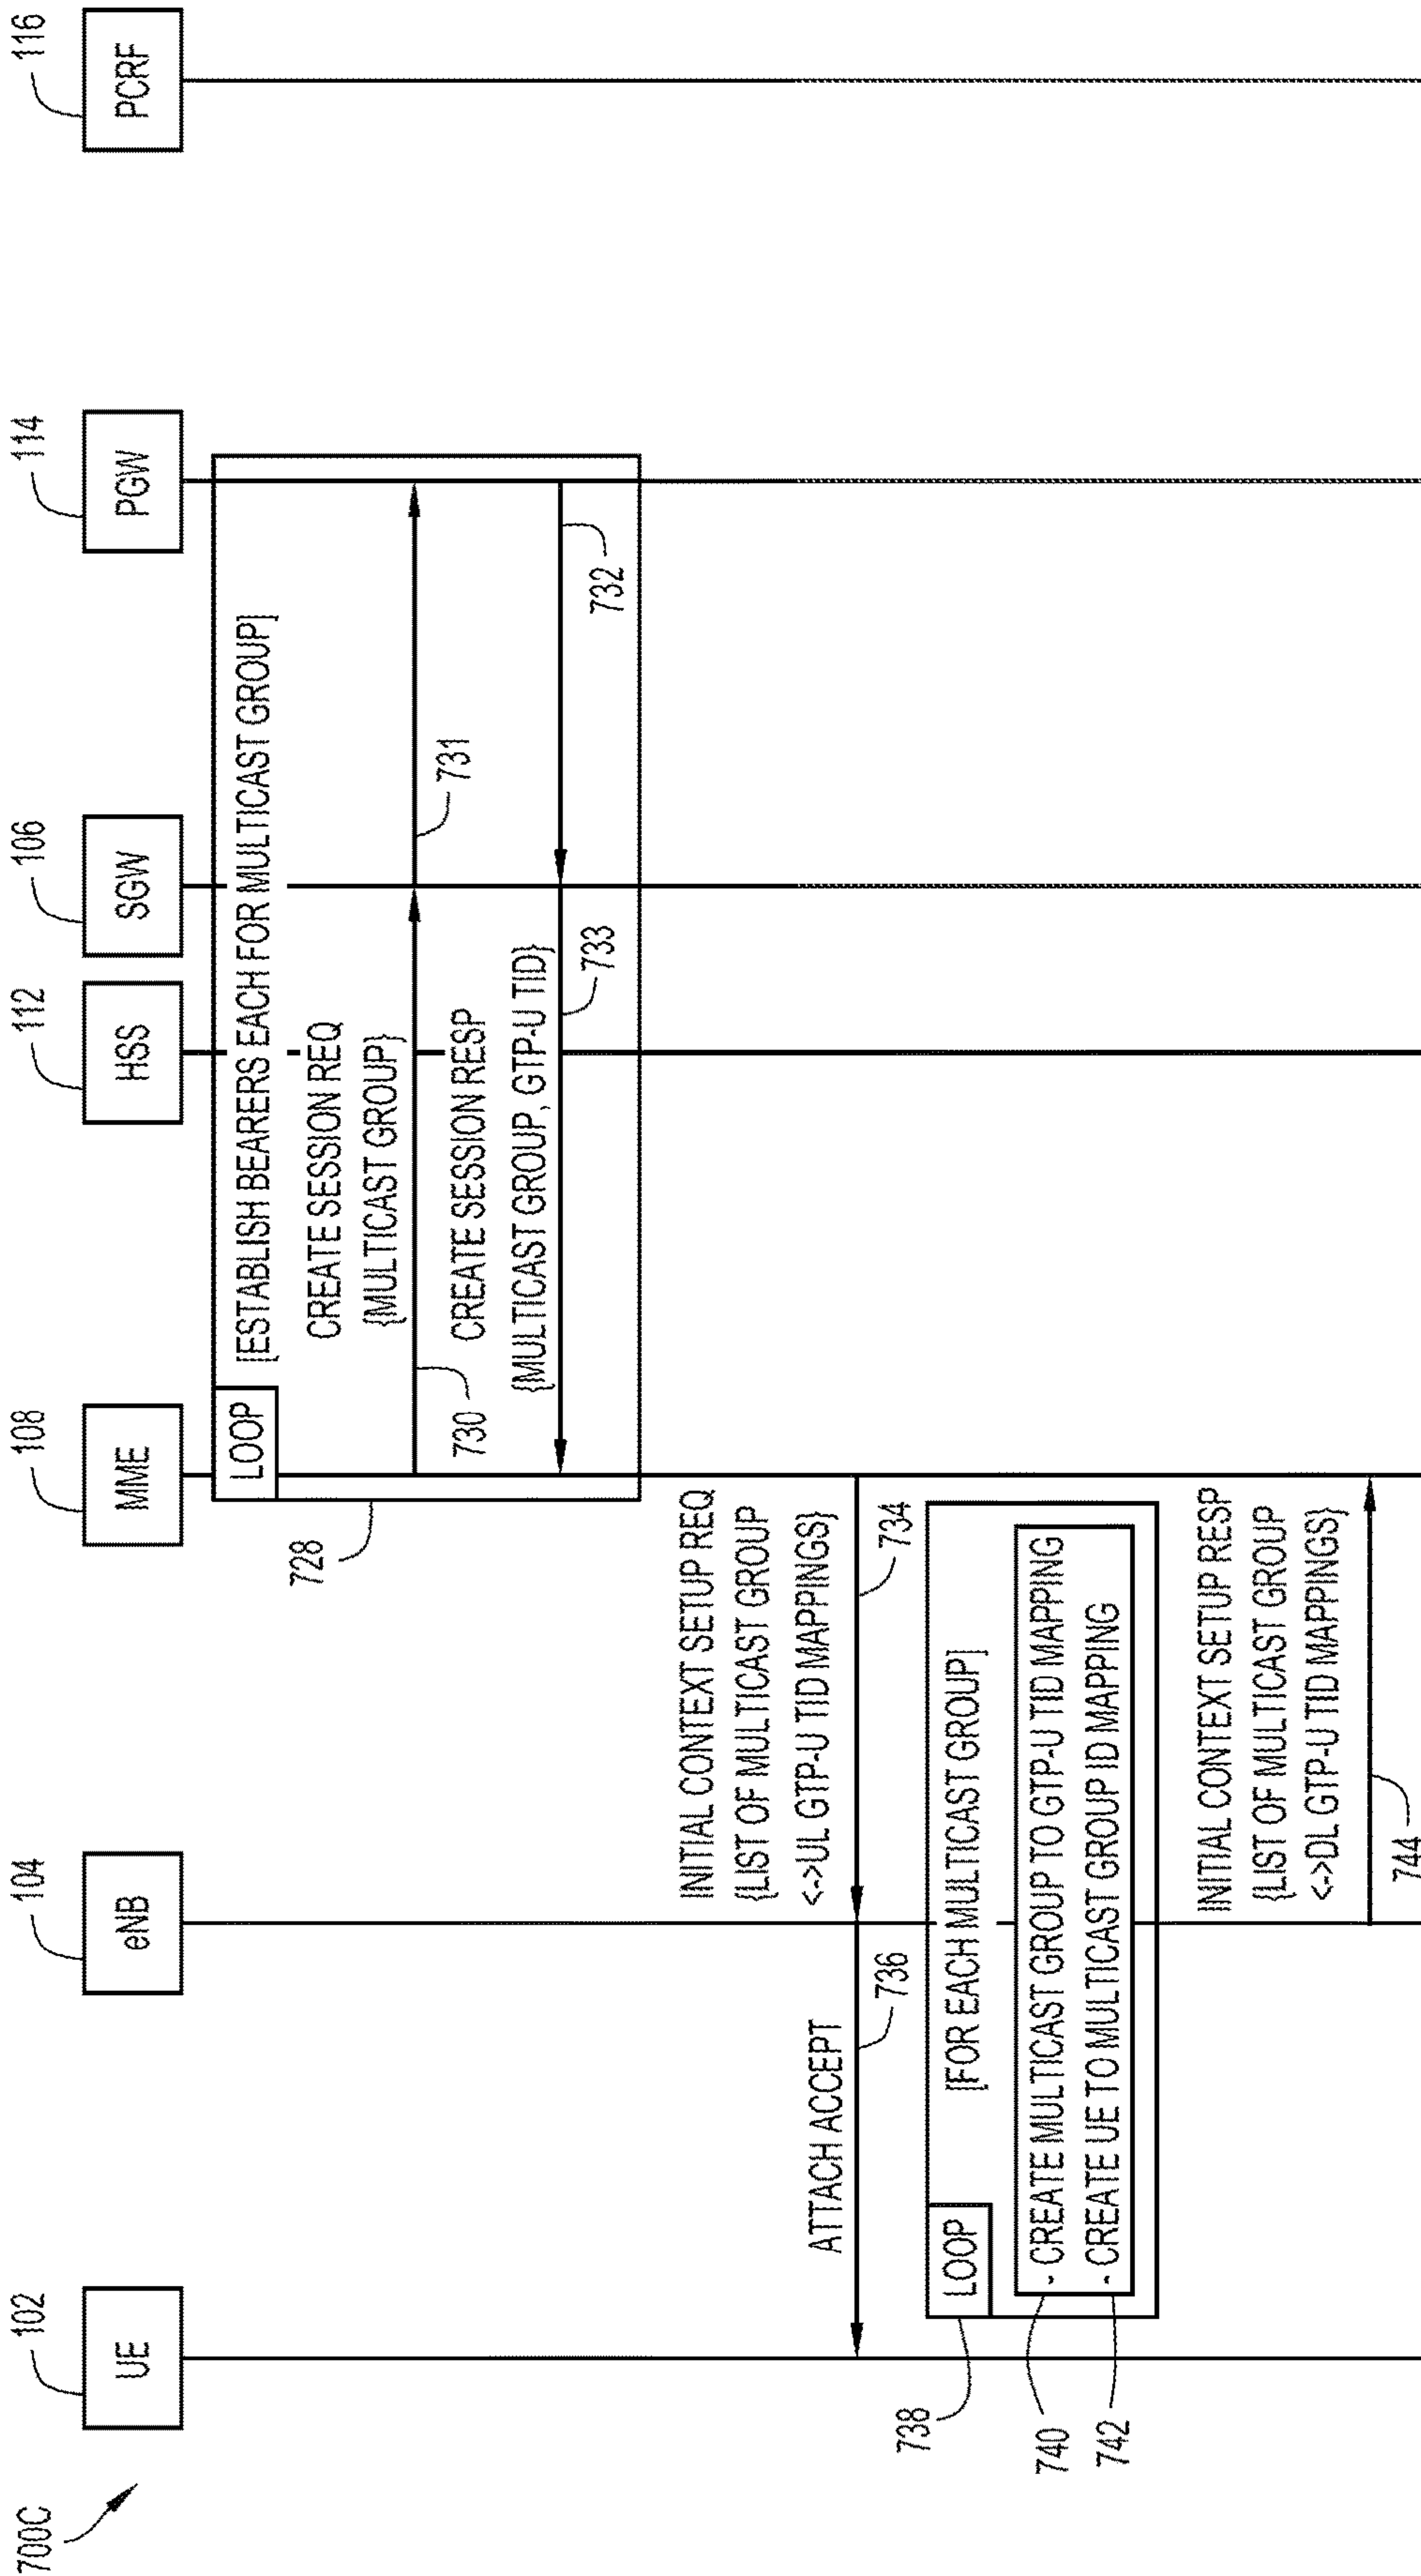 700C
102
UE
104
eNB
108
MME
112
HSS
106
SGW
114
PGW
116
PCRF
LOOP
[ESTABLISH BEARERS EACH FOR MULTICAST GROUP]
728
CREATE SESSION REQ
{MULTICAST GROUP}
730
731
CREATE SESSION RESP
{MULTICAST GROUP, GTP-U TID}
733
732
INITIAL CONTEXT SETUP REQ
{LIST OF MULTICAST GROUP
<->UL GTP-U TID MAPPINGS}
734
ATTACH ACCEPT
736
738
LOOP
[FOR EACH MULTICAST GROUP]
740
- CREATE MULTICAST GROUP TO GTP-U TID MAPPING
742
- CREATE UE TO MULTICAST GROUP ID MAPPING
INITIAL CONTEXT SETUP RESP
{LIST OF MULTICAST GROUP
<->DL GTP-U TID MAPPINGS}
744